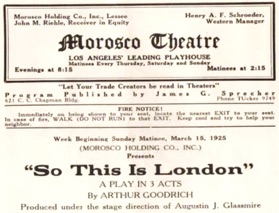 Morosco Holding Co., Inc., Lessee
John M. Riehle, Receiver in Equity
Henry A. F. Schroeder,
Western Manager
Morosco Theatre
LOS ANGELES' LEADING PLAYHOUSE
Matinees Every Thursday, Saturday and Sunday
Evenings at 8:15
Matinees at 2:15
"Let Your Trade Creators be read in Theaters"
Program Published by James G. Sprecher
621 C. C. Chapman Bldg.
Phone TUcker 9749
FIRE NOTICE!
Immediately on being shown to your seat, locate the nearest EXIT to your seat.
In case of fire, WALK (DO NOT RUN) to that EXIT. Keep cool and try to help your
neighbor.
Week Beginning Sunday Matinee, March 15, 1925
(MOROSCO HOLDING CO., INC.)
Presents
"So This Is London"
A PLAY IN 3 ACTS
By ARTHUR GOODRICH
Produced under the stage direction of Augustin J. Glassmire